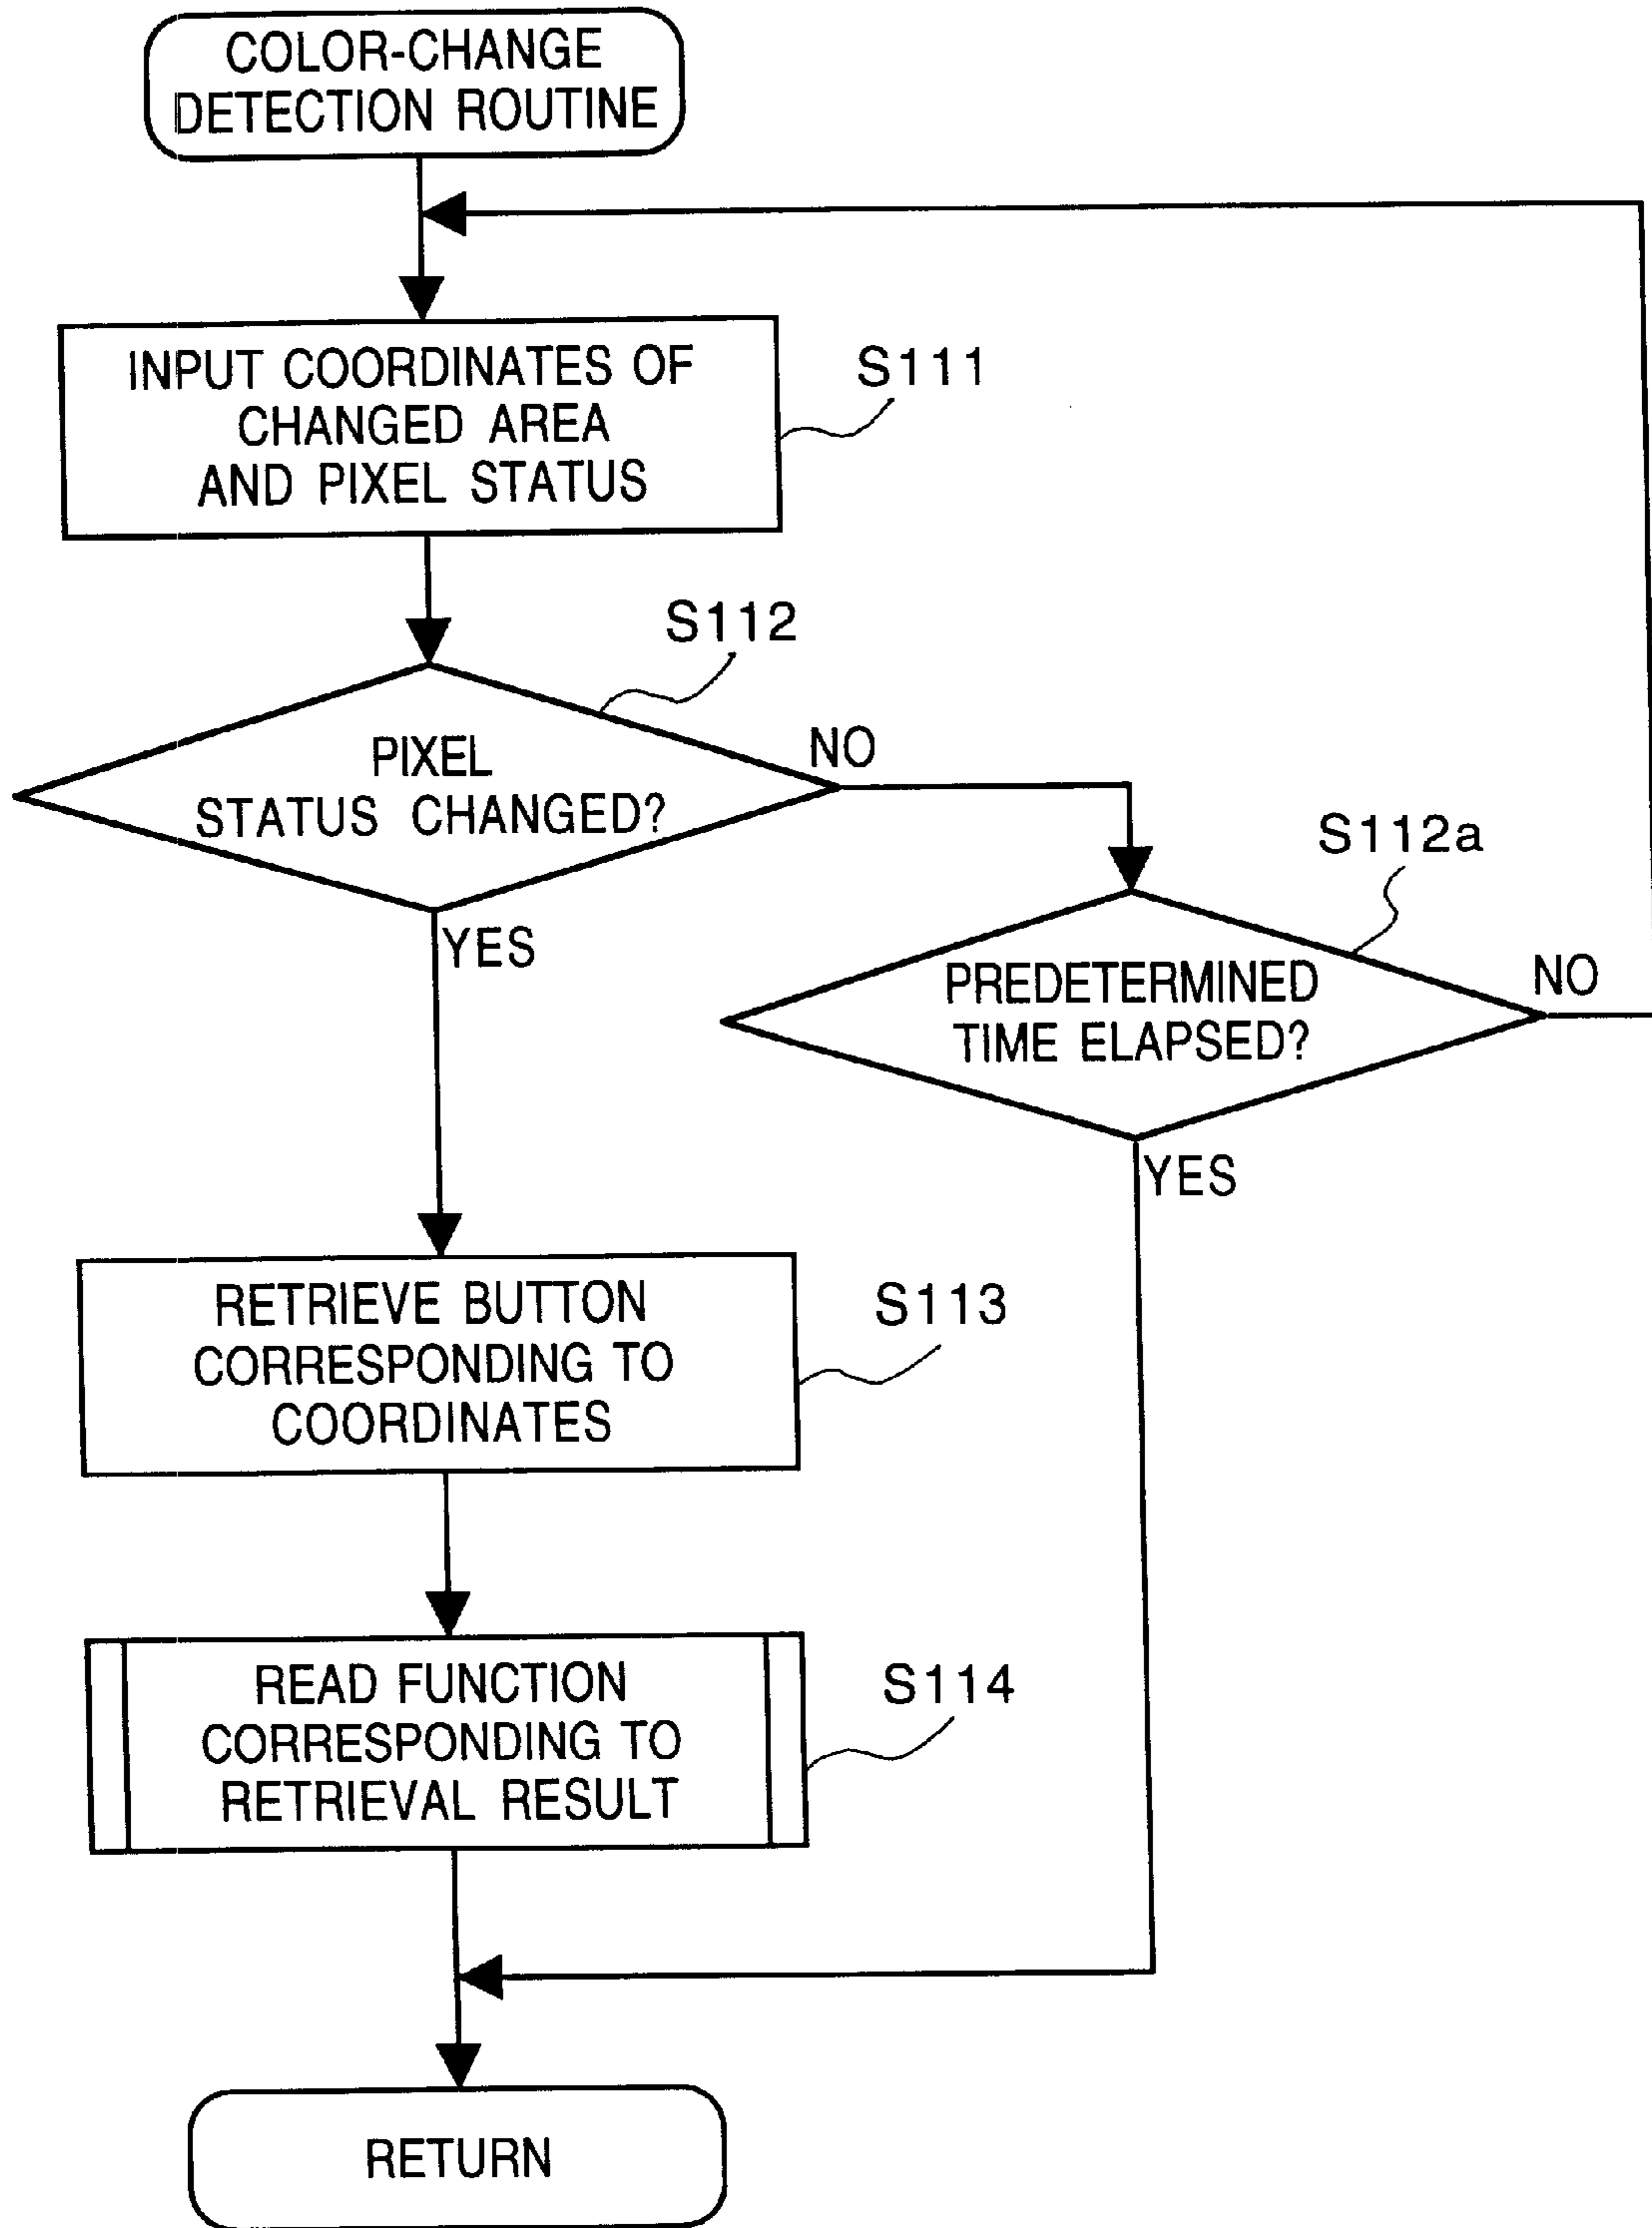 COLOR-CHANGE
DETECTION ROUTINE
INPUT COORDINATES OF
CHANGED AREA
AND PIXEL STATUS
S111
S112
PIXEL
STATUS CHANGED?
NO
YES
S112a
PREDETERMINED
TIME ELAPSED?
NO
YES
RETRIEVE BUTTON
CORRESPONDING TO
COORDINATES
S113
READ FUNCTION
CORRESPONDING TO
RETRIEVAL RESULT
S114
RETURN